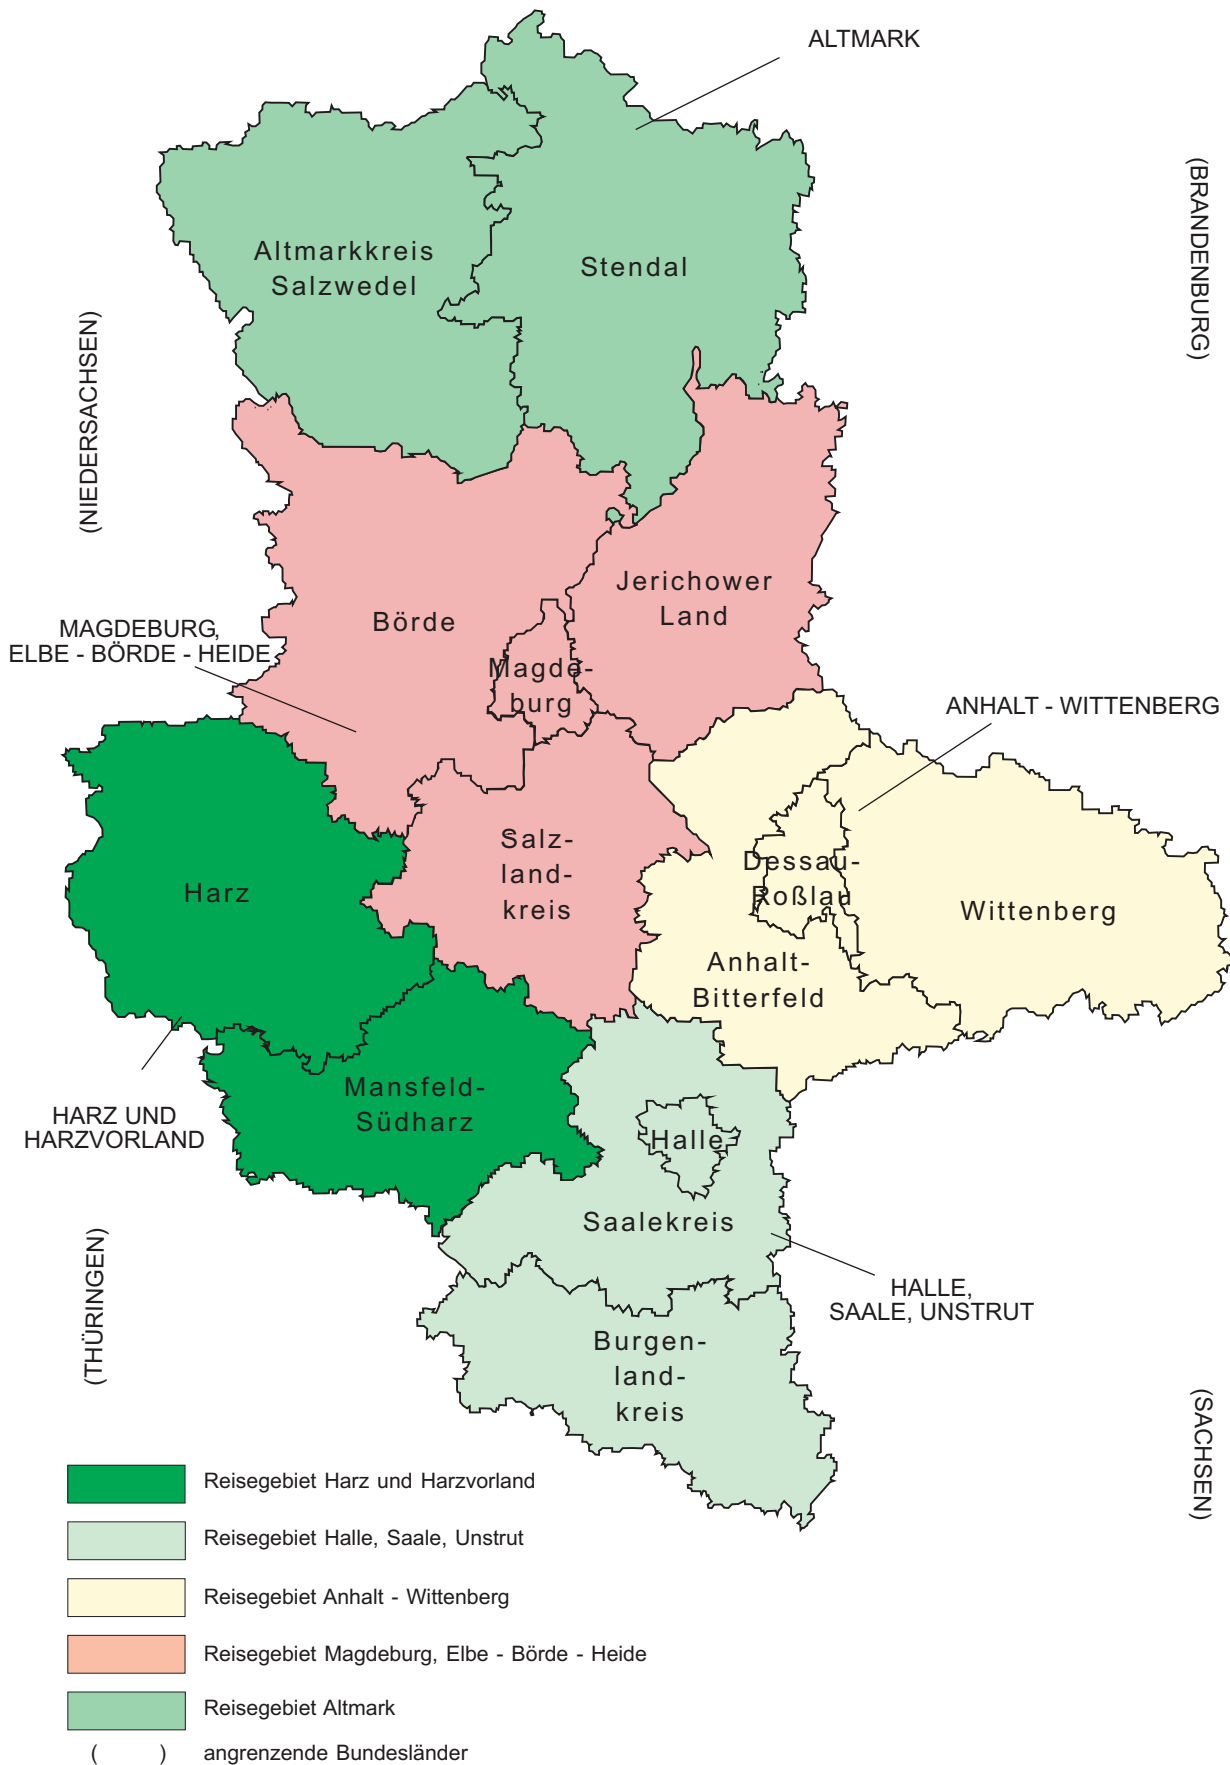 ALTMARK
(BRANDENBURG)
Altmarkkreis
Salzwedel
Stendal
(NIEDERSACHSEN)
Jerichower
Land
Börde
MAGDEBURG,
ELBE - BÖRDE - HEIDE
Magde-
burg
ANHALT - WITTENBERG
Salz-
land-
kreis
Dessau-
Roßlau
Harz
Wittenberg
Anhalt-
Bitterfeld
Mansfeld-
Südharz
HARZ UND
HARZVORLAND
Halle
Saalekreis
(THÜRINGEN)
HALLE,
SAALE, UNSTRUT
Burgen-
land-
kreis
(SACHSEN)
Reisegebiet Harz und Harzvorland
Reisegebiet Halle, Saale, Unstrut
Reisegebiet Anhalt - Wittenberg
Reisegebiet Magdeburg, Elbe - Börde - Heide
Reisegebiet Altmark
( ) angrenzende Bundesländer